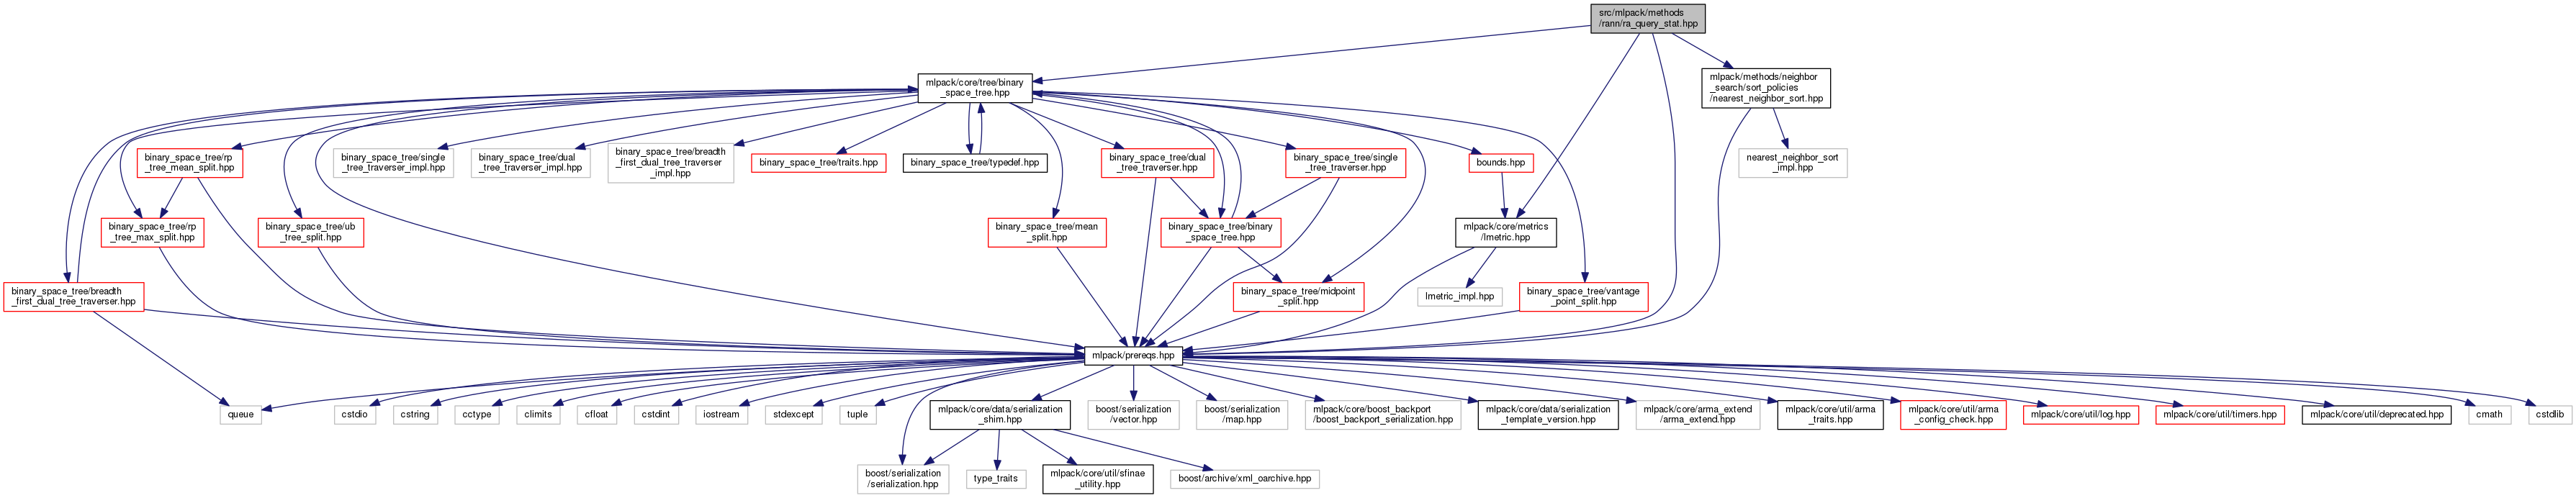 src/mlpack/methods
/rann/ra_query_stat.hpp
mlpack/core/tree/binary
_space_tree.hpp
mlpack/methods/neighbor
_search/sort_policies
/nearest_neighbor_sort.hpp
binary_space_tree/rp
_tree_mean_split.hpp
binary_space_tree/single
_tree_traverser_impl.hpp
binary_space_tree/dual
_tree_traverser_impl.hpp
binary_space_tree/breadth
_first_dual_tree_traverser
_impl.hpp
binary_space_tree/traits.hpp
binary_space_tree/typedef.hpp
binary_space_tree/dual
_tree_traverser.hpp
binary_space_tree/single
_tree_traverser.hpp
bounds.hpp
nearest_neighbor_sort
_impl.hpp
binary_space_tree/rp
_tree_max_split.hpp
binary_space_tree/ub
_tree_split.hpp
binary_space_tree/mean
_split.hpp
binary_space_tree/binary
_space_tree.hpp
mlpack/core/metrics
/lmetric.hpp
binary_space_tree/breadth
_first_dual_tree_traverser.hpp
binary_space_tree/midpoint
_split.hpp
lmetric_impl.hpp
binary_space_tree/vantage
_point_split.hpp
mlpack/prereqs.hpp
queue
cstdio
cstring
cctype
climits
cfloat
cstdint
iostream
stdexcept
tuple
mlpack/core/data/serialization
_shim.hpp
boost/serialization
/vector.hpp
boost/serialization
/map.hpp
mlpack/core/boost_backport
/boost_backport_serialization.hpp
mlpack/core/data/serialization
_template_version.hpp
mlpack/core/arma_extend
/arma_extend.hpp
mlpack/core/util/arma
_traits.hpp
mlpack/core/util/arma
_config_check.hpp
mlpack/core/util/log.hpp
mlpack/core/util/timers.hpp
mlpack/core/util/deprecated.hpp
cmath
cstdlib
boost/serialization
/serialization.hpp
type_traits
mlpack/core/util/sfinae
_utility.hpp
boost/archive/xml_oarchive.hpp